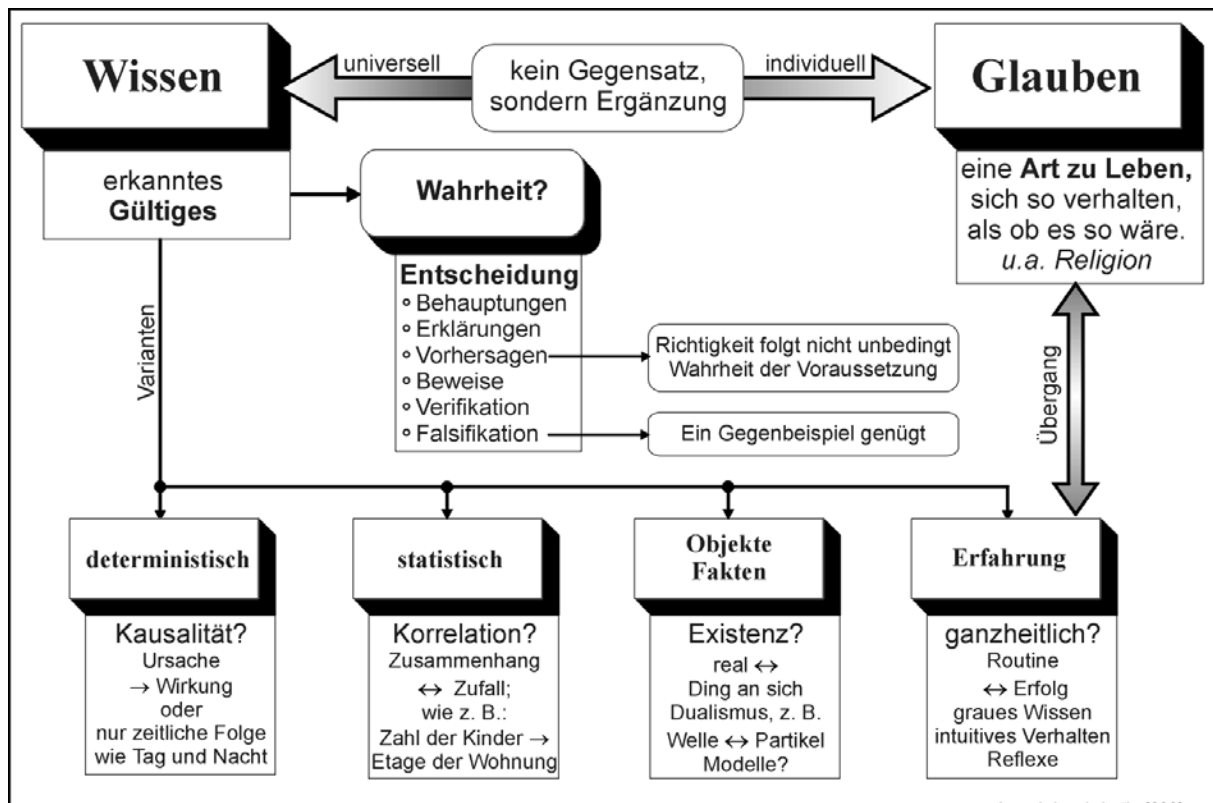 Wissen
universell
kein Gegensatz,
sondern Ergänzung
individuell
Glauben
erkanntes
Gültiges
Wahrheit?
eine Art zu Leben,
sich so verhalten,
als ob es so wäre.
u.a. Religion
Entscheidung
° Behauptungen
° Erklärungen
° Vorhersagen
° Beweise
° Verifikation
° Falsifikation
Richtigkeit folgt nicht unbedingt
Wahrheit der Voraussetzung
Ein Gegenbeispiel genügt
Varianten
Übergang
deterministisch
Kausalität?
Ursache
→ Wirkung
oder
nur zeitliche Folge
wie Tag und Nacht
statistisch
Korrelation?
Zusammenhang
↔ Zufall;
wie z. B.:
Zahl der Kinder →
Etage der Wohnung
Objekte
Fakten
Existenz?
real ↔
Ding an sich
Dualismus, z. B.
Welle ↔ Partikel
Modelle?
Erfahrung
ganzheitlich?
Routine
↔ Erfolg
graues Wissen
intuitives Verhalten
Reflexe